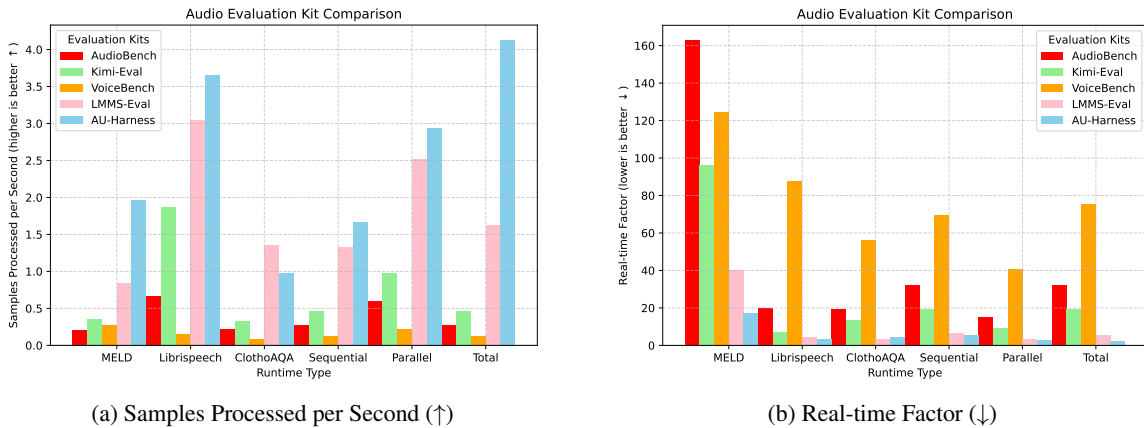 Audio Evaluation Kit Comparison
Samples Processed per Second (higher is better ↑)
4.0
3.5
3.0
2.5
2.0
1.5
1.0
0.5
0.0
Evaluation Kits
AudioBench
Kimi-Eval
VoiceBench
LMMS-Eval
AU-Harness
MELD Librispeech ClothoAQA Sequential Parallel Total
Runtime Type
(a) Samples Processed per Second (↑)
Audio Evaluation Kit Comparison
Real-time Factor (lower is better ↓)
160
140
120
100
80
60
40
20
0
Evaluation Kits
AudioBench
Kimi-Eval
VoiceBench
LMMS-Eval
AU-Harness
MELD Librispeech ClothoAQA Sequential Parallel Total
Runtime Type
(b) Real-time Factor (↓)